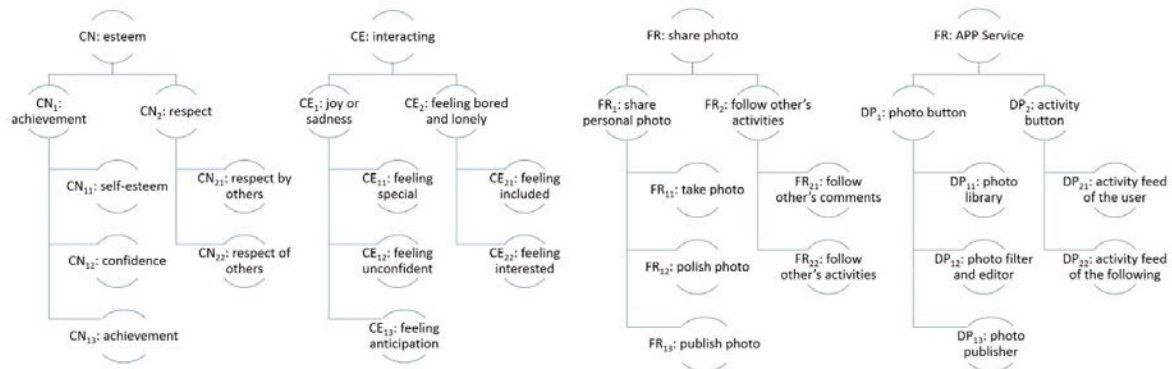 CN: esteem
CN₁:
achievement
CN₂: respect
CN₁₁: self-esteem
CN₂₁: respect by
others
CN₁₂: confidence
CN₂₂: respect of
others
CN₁₃: achievement
CE: interacting
CE₁: joy or
sadness
CE₂: feeling bored
and lonely
CE₁₁: feeling
special
CE₂₁: feeling
included
CE₁₂: feeling
unconfident
CE₂₂: feeling
interested
CE₁₃: feeling
anticipation
FR: share photo
FR₁: share
personal photo
FR₂: follow other's
activities
FR₁₁: take photo
FR₂₁: follow
other's comments
FR₁₂: polish photo
FR₂₂: follow
other's activities
FR₁₃: publish photo
FR: APP Service
DP₁: photo button
DP₂: activity
button
DP₁₁: photo
library
DP₂₁: activity feed
of the user
DP₁₂: photo filter
and editor
DP₂₂: activity feed
of the following
DP₁₃: photo
publisher